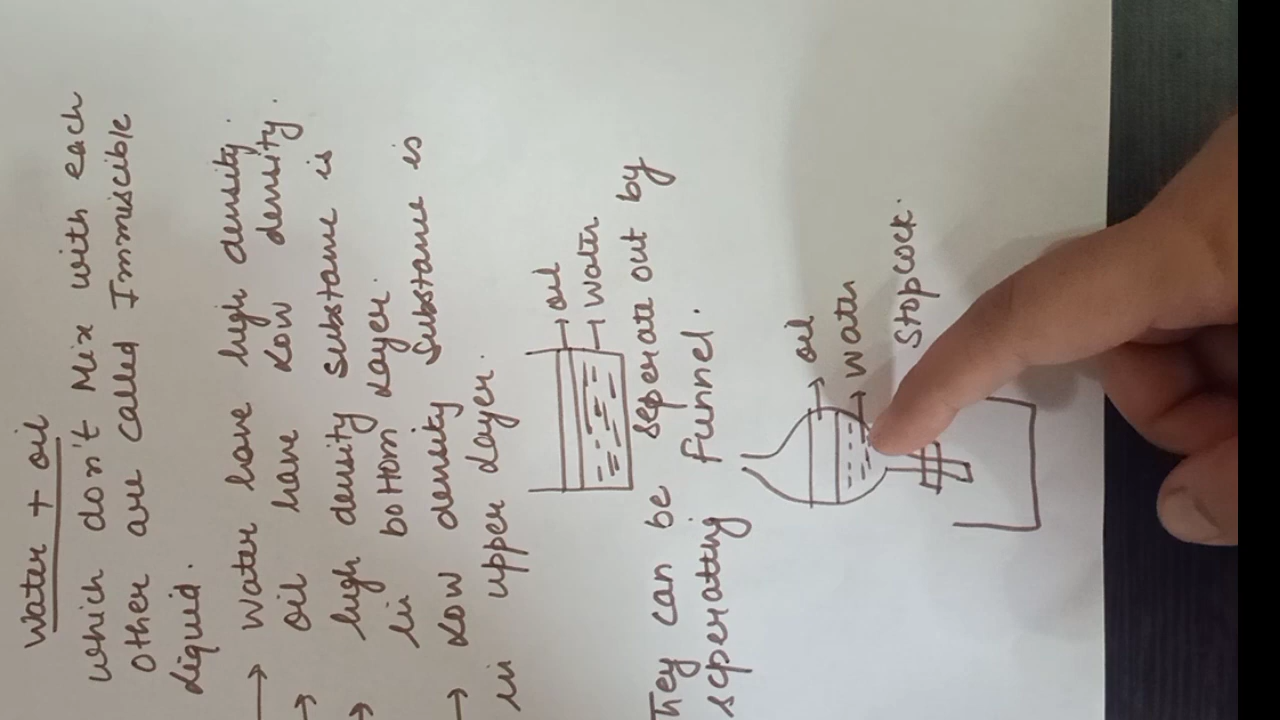 Water + oil
which don't Mix with each
other are called Immiscible
Liquid.
→ water have high density.
→ oil have Low density.
→ high density substance is
in bottom Layer.
→ Low density substance is
in upper Layer.
→ oil
→ water
They can be seperate out by
seperatting funnel.
→ oil
→ water
Stopcock.